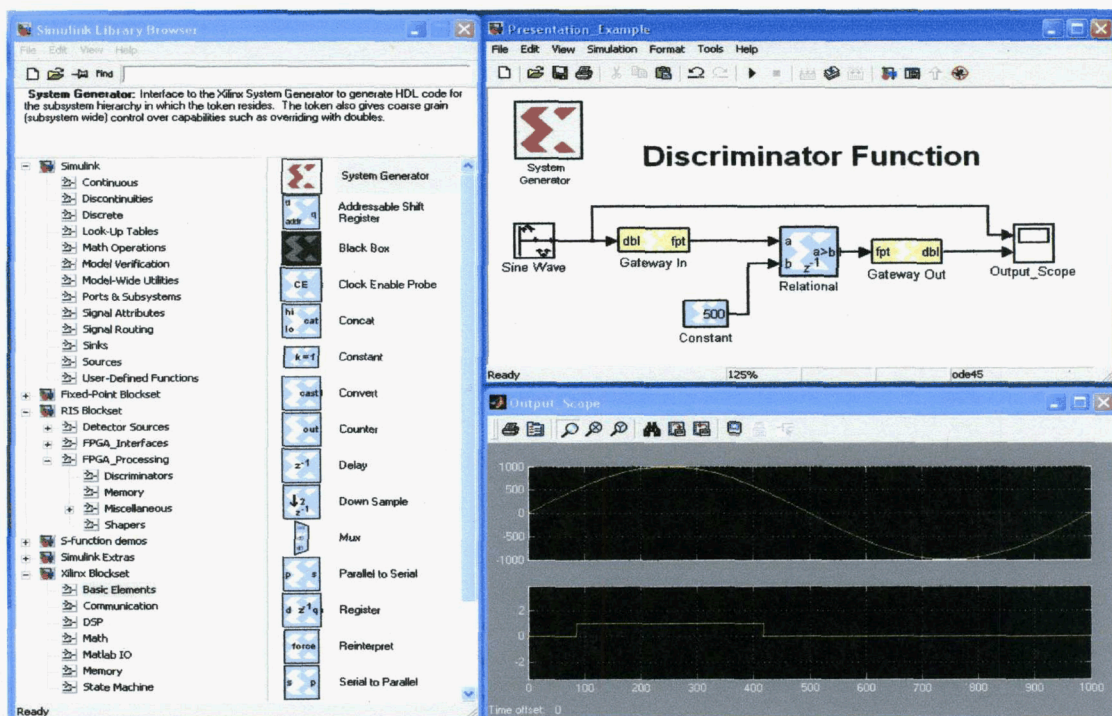 Simulink Library Browser
File Edit View Help
Find
System Generator: Interface to the Xilinx System Generator to generate HDL code for
the subsystem hierarchy in which the token resides. The token also gives coarse grain
(subsystem wide) control over capabilities such as overriding with doubles.
Simulink
Continuous
Discontinuities
Discrete
Look-Up Tables
Math Operations
Model Verification
Model-Wide Utilities
Ports & Subsystems
Signal Attributes
Signal Routing
Sinks
Sources
User-Defined Functions
Fixed-Point Blockset
RIS Blockset
Detector Sources
FPGA_Interfaces
FPGA_Processing
Discriminators
Memory
Miscellaneous
Shapers
S-function demos
Simulink Extras
Xilinx Blockset
Basic Elements
Communication
DSP
Math
Matlab IO
Memory
State Machine
System Generator
d
addr q
Addressable Shift
Register
Black Box
CE
Clock Enable Probe
hi
lo cat
Concat
k=f
Constant
cast
Convert
out
Counter
z-1
Delay
↓2
z-1
Down Sample
Mux
p s
Parallel to Serial
d z-1 q
Register
force
Reinterpret
s p
Serial to Parallel
Ready
Presentation_Example
File Edit View Simulation Format Tools Help
System
Generator
Discriminator Function
Sine Wave
dbl fpt
Gateway In
a
b
a>b
z-1
Relational
fpt dbl
Gateway Out
Output_Scope
500
Constant
Ready 125% ode45
Output_Scope
1000
500
0
-500
-1000
2
0
-2
0 100 200 300 400 500 600 700 800 900 1000
Time offset: 0